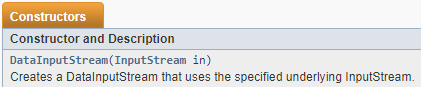 Constructors
Constructor and Description
DataInputStream(InputStream in)
Creates a DataInputStream that uses the specified underlying InputStream.